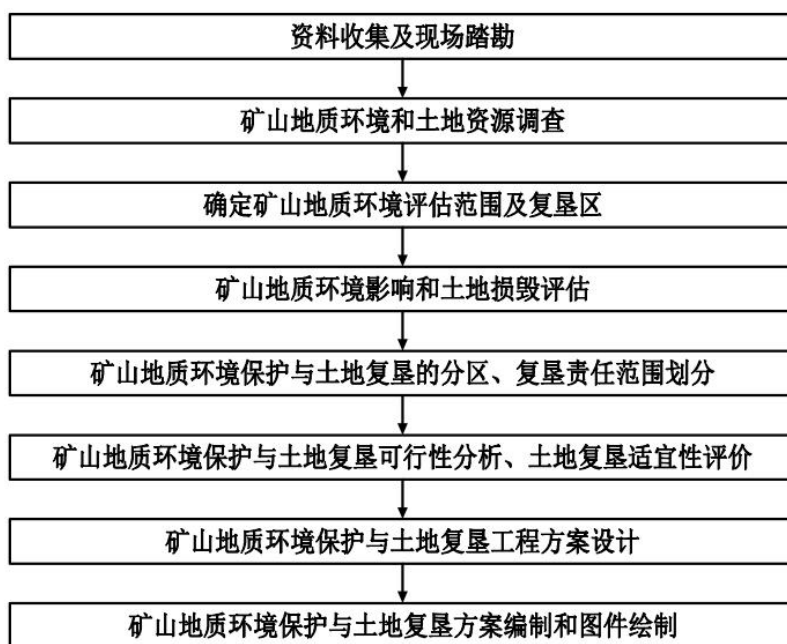 资料收集及现场踏勘
矿山地质环境和土地资源调查
确定矿山地质环境评估范围及复垦区
矿山地质环境影响和土地损毁评估
矿山地质环境保护与土地复垦的分区、复垦责任范围划分
矿山地质环境保护与土地复垦可行性分析、土地复垦适宜性评价
矿山地质环境保护与土地复垦工程方案设计
矿山地质环境保护与土地复垦方案编制和图件绘制